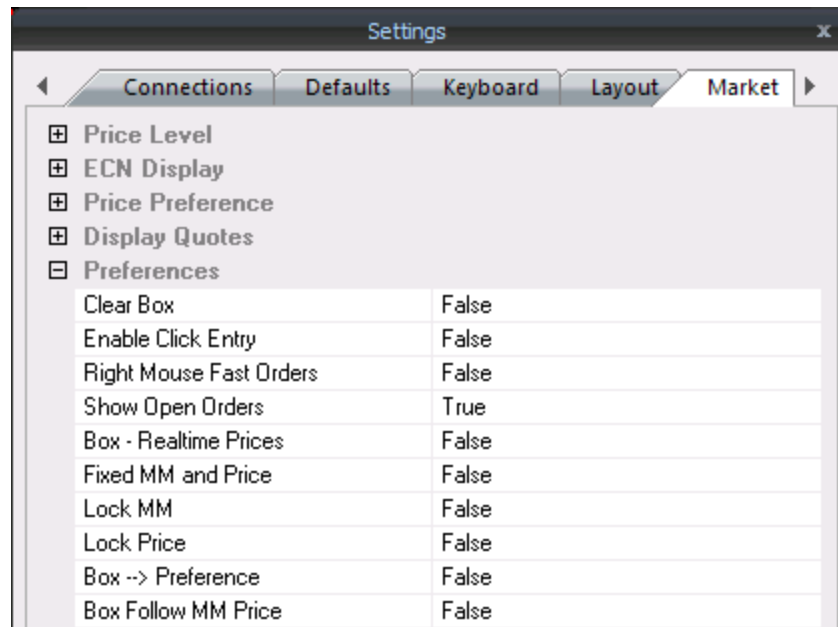 Settings x
Connections Defaults Keyboard Layout Market
Price Level
ECN Display
Price Preference
Display Quotes
Preferences
Clear Box False
Enable Click Entry False
Right Mouse Fast Orders False
Show Open Orders True
Box - Realtime Prices False
Fixed MM and Price False
Lock MM False
Lock Price False
Box --> Preference False
Box Follow MM Price False